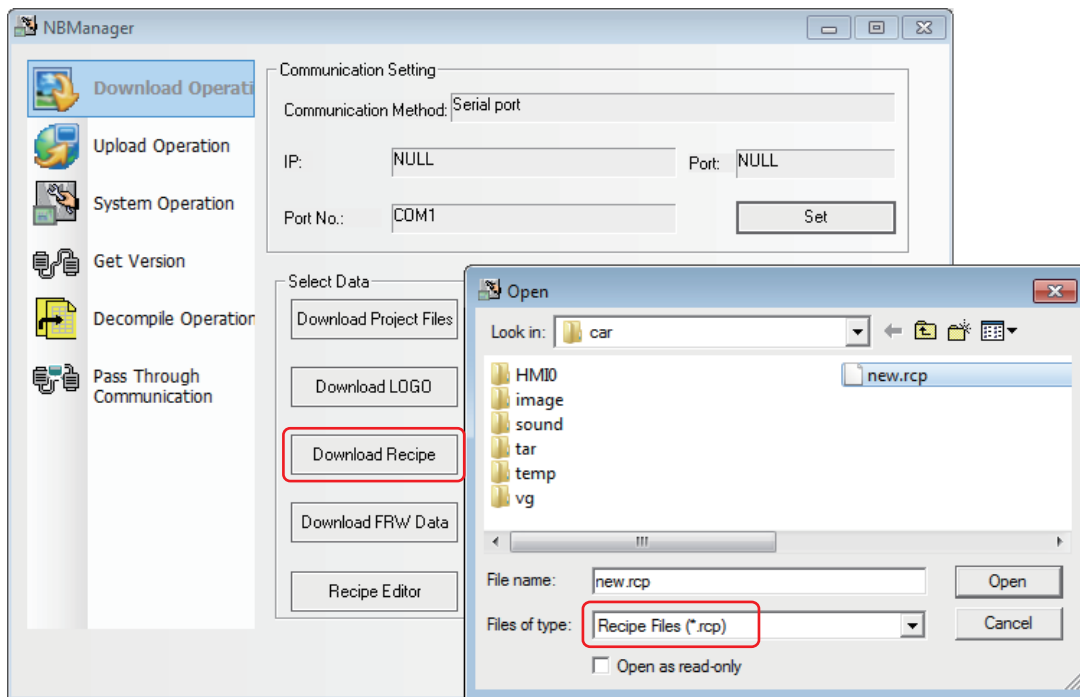 NBManager
Download Operati
Upload Operation
System Operation
Get Version
Decompile Operation
Pass Through
Communication
Communication Setting
Communication Method: Serial port
IP: NULL Port: NULL
Port No.: COM1 Set
Select Data
Download Project Files
Download LOGO
Download Recipe
Download FRW Data
Recipe Editor
Open
Look in: car
HMI0
image
sound
tar
temp
vg
new.rcp
File name: new.rcp Open
Files of type: Recipe Files (*.rcp) Cancel
Open as read-only